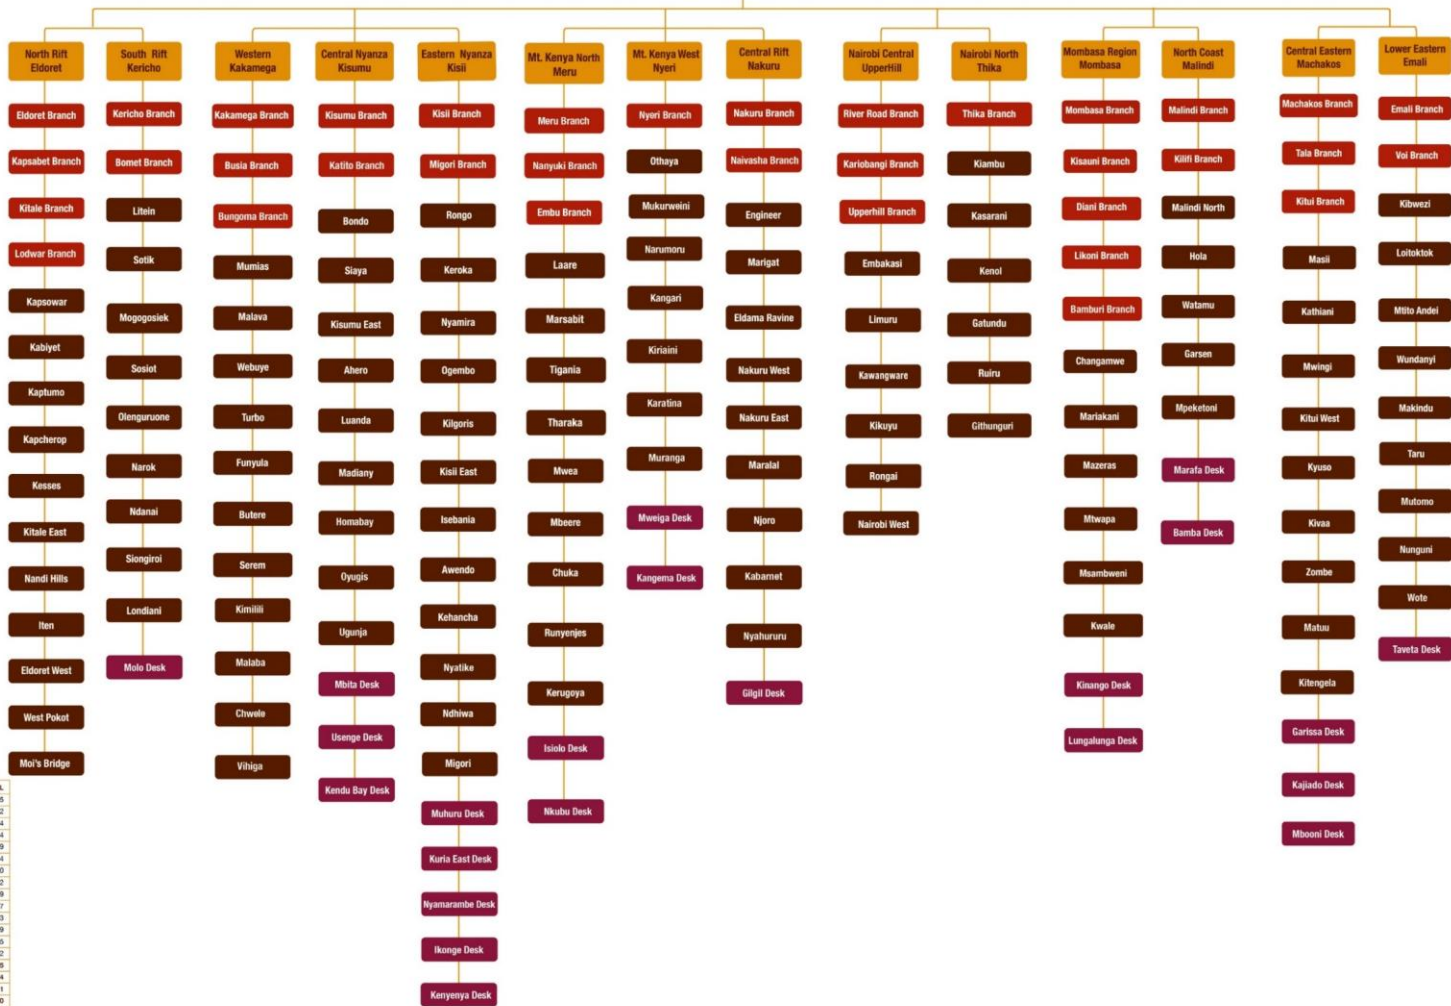 North Rift
Eldoret
Eldoret Branch
Kapsabet Branch
Kitale Branch
Lodwar Branch
Kapsowar
Kabiyet
Kaptumo
Kapcherop
Kesses
Kitale East
Nandi Hills
Iten
Eldoret West
West Pokot
Moi's Bridge
South Rift
Kericho
Kericho Branch
Bomet Branch
Litein
Sotik
Mogogosiek
Sosiot
Olenguruone
Narok
Ndanai
Siongiroi
Londiani
Molo Desk
Western
Kakamega
Kakamega Branch
Busia Branch
Bungoma Branch
Mumias
Malava
Webuye
Turbo
Funyula
Butere
Serem
Kimilili
Malaba
Chwele
Vihiga
Central Nyanza
Kisumu
Kisumu Branch
Katito Branch
Bondo
Siaya
Kisumu East
Ahero
Luanda
Madiany
Homabay
Oyugis
Ugunja
Mbita Desk
Usenge Desk
Kendu Bay Desk
Eastern Nyanza
Kisii
Kisii Branch
Migori Branch
Rongo
Keroka
Nyamira
Ogembo
Kilgoris
Kisii East
Isebania
Awendo
Kehancha
Nyatike
Ndhiwa
Migori
Muhuru Desk
Kuria East Desk
Nyamarambe Desk
Ikonge Desk
Kenyenya Desk
Mt. Kenya North
Meru
Meru Branch
Nanyuki Branch
Embu Branch
Laare
Marsabit
Tigania
Tharaka
Mwea
Mbeere
Chuka
Runyenjes
Kerugoya
Isiolo Desk
Nkubu Desk
Mt. Kenya West
Nyeri
Nyeri Branch
Othaya
Mukurweini
Narumoru
Kangari
Kiriaini
Karatina
Muranga
Mweiga Desk
Kangema Desk
Central Rift
Nakuru
Nakuru Branch
Naivasha Branch
Engineer
Marigat
Eldama Ravine
Nakuru West
Nakuru East
Maralal
Njoro
Kabarnet
Nyahururu
Gilgil Desk
Nairobi Central
UpperHill
River Road Branch
Kariobangi Branch
Upperhill Branch
Embakasi
Limuru
Kawangware
Kikuyu
Rongai
Nairobi West
Nairobi North
Thika
Thika Branch
Kiambu
Kasarani
Kenol
Gatundu
Ruiru
Githunguri
Mombasa Region
Mombasa
Mombasa Branch
Kisauni Branch
Diani Branch
Likoni Branch
Bamburi Branch
Changamwe
Mariakani
Mazeras
Mtwapa
Msambweni
Kwale
Kinango Desk
Lungalunga Desk
North Coast
Malindi
Malindi Branch
Kilifi Branch
Malindi North
Hola
Watamu
Garsen
Mpeketoni
Marafa Desk
Bamba Desk
Central Eastern
Machakos
Machakos Branch
Tala Branch
Kitui Branch
Masii
Kathiani
Mwingi
Kitui West
Kyuso
Kivaa
Zombe
Matuu
Kitengela
Garissa Desk
Kajiado Desk
Mbooni Desk
Lower Eastern
Emali
Emali Branch
Voi Branch
Kibwezi
Loitoktok
Mtito Andei
Wundanyi
Makindu
Taru
Mutomo
Nunguni
Wote
Taveta Desk